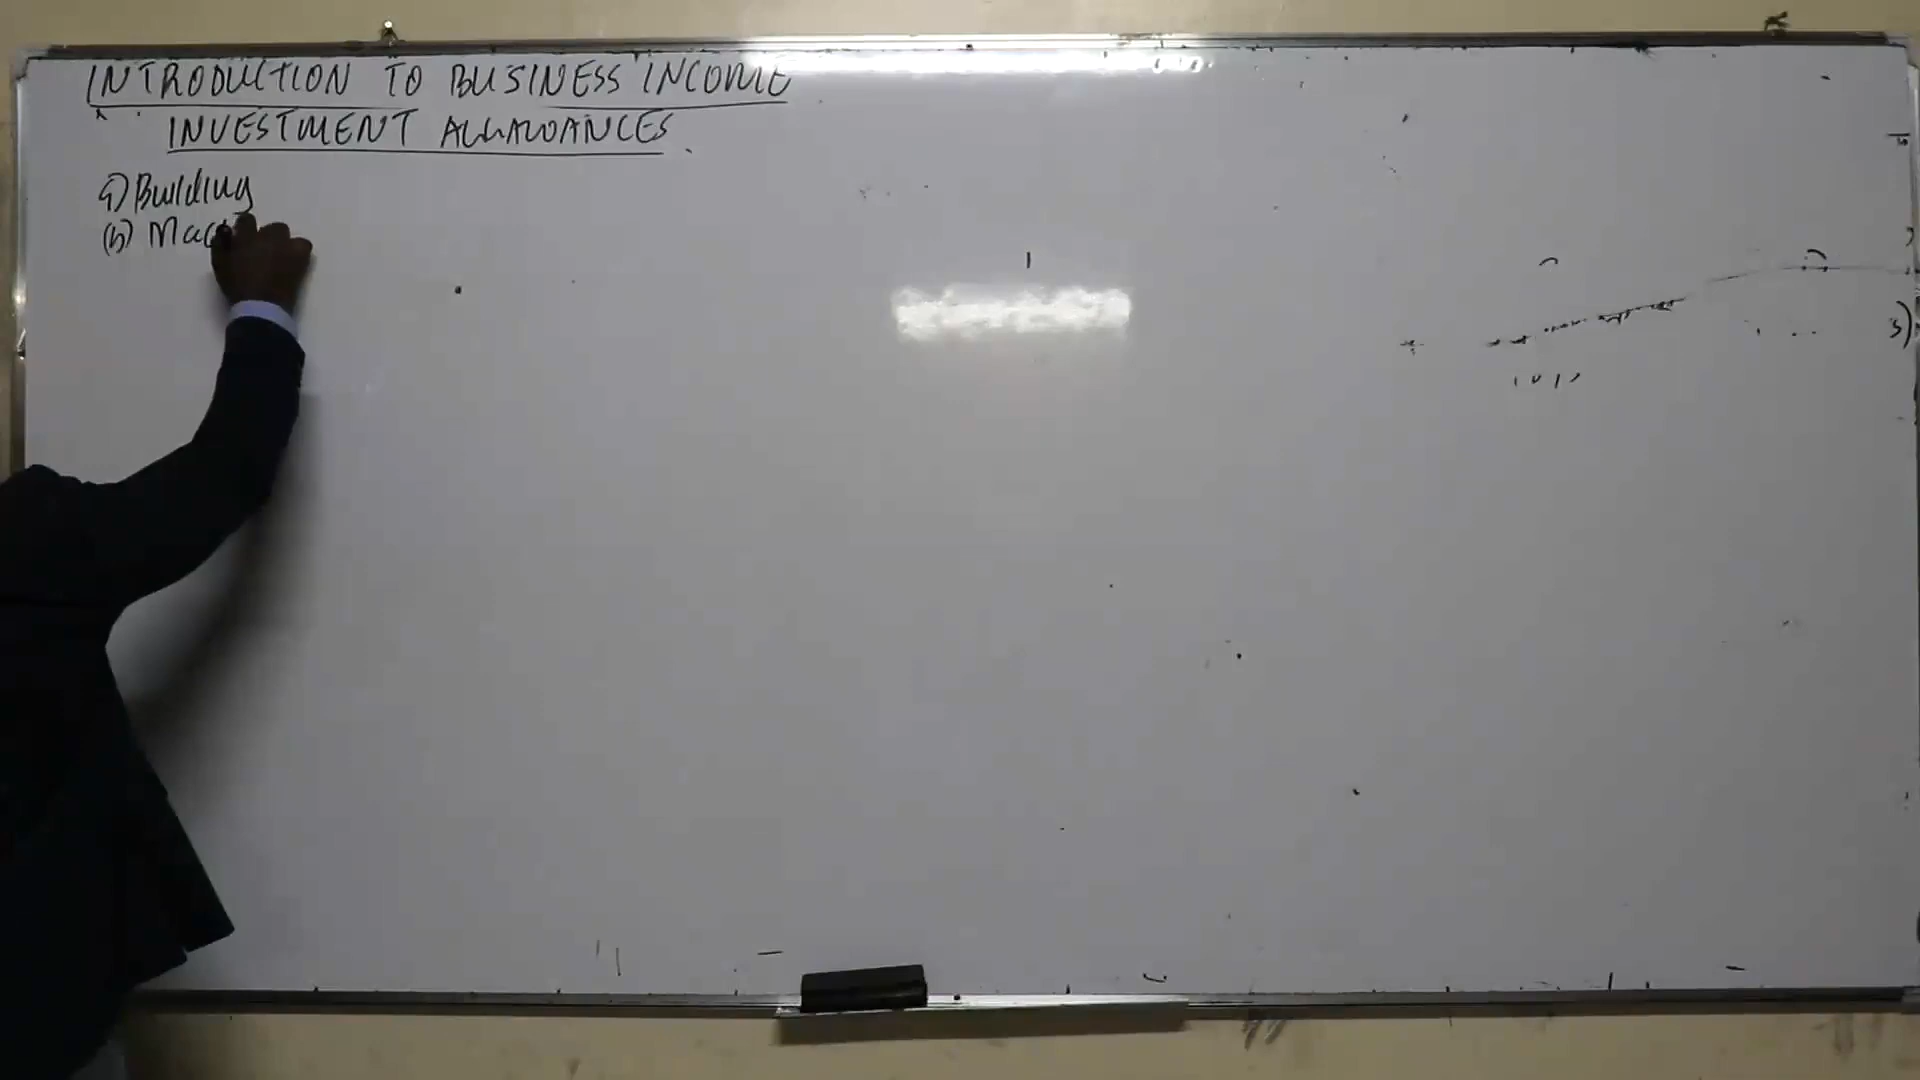 INTRODUCTION TO BUSINESS INCOME
INVESTMENT ALLOWANCES
a) Building
(b) Mac